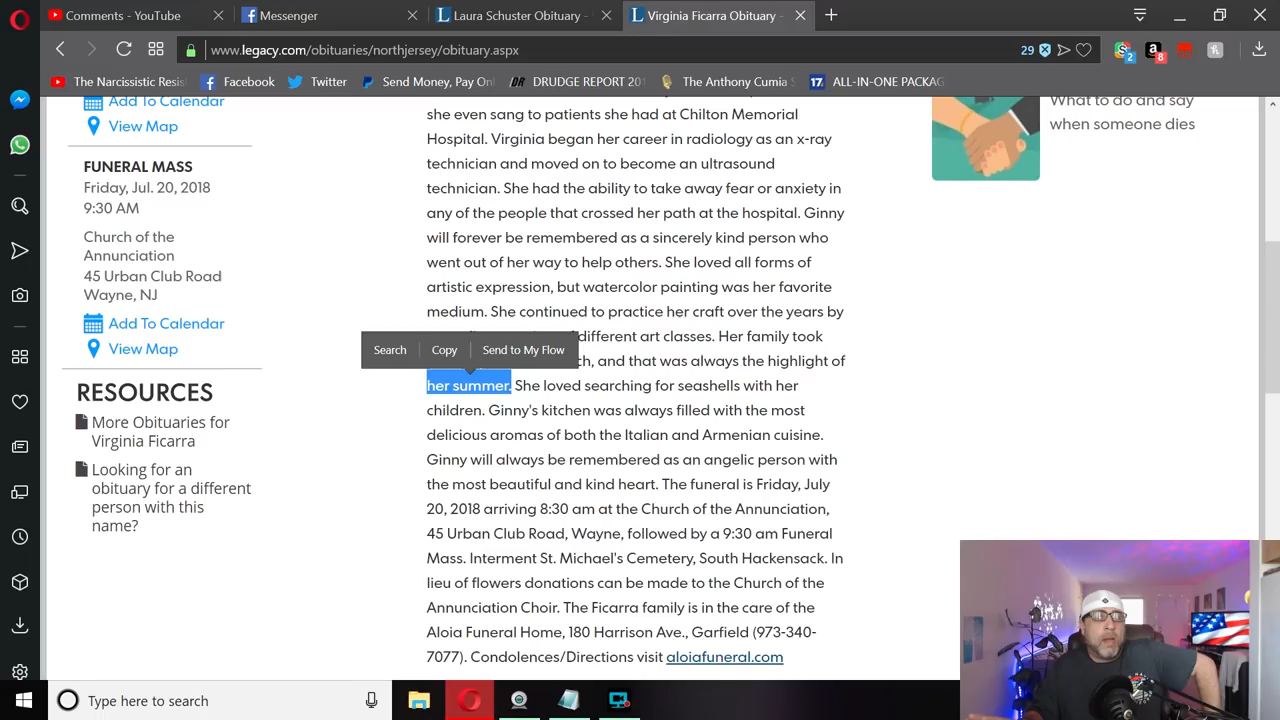 Comments - YouTube
Messenger
Laura Schuster Obituary -
Virginia Ficarra Obituary -
www.legacy.com/obituaries/northjersey/obituary.aspx
29
2
8
The Narcissistic Resis
Facebook
Twitter
Send Money, Pay Onl
DRUDGE REPORT 201
The Anthony Cumia S
17. ALL-IN-ONE PACKAG
Add To Calendar
View Map
FUNERAL MASS
Friday, Jul. 20, 2018
9:30 AM
Church of the
Annunciation
45 Urban Club Road
Wayne, NJ
Add To Calendar
View Map
RESOURCES
More Obituaries for
Virginia Ficarra
Looking for an
obituary for a different
person with this
name?
she even sang to patients she had at Chilton Memorial
Hospital. Virginia began her career in radiology as an x-ray
technician and moved on to become an ultrasound
technician. She had the ability to take away fear or anxiety in
any of the people that crossed her path at the hospital. Ginny
will forever be remembered as a sincerely kind person who
went out of her way to help others. She loved all forms of
artistic expression, but watercolor painting was her favorite
medium. She continued to practice her craft over the years by
different art classes. Her family took
Search
Copy
Send to My Flow
and that was always the highlight of
her summer. She loved searching for seashells with her
children. Ginny's kitchen was always filled with the most
delicious aromas of both the Italian and Armenian cuisine.
Ginny will always be remembered as an angelic person with
the most beautiful and kind heart. The funeral is Friday, July
20, 2018 arriving 8:30 am at the Church of the Annunciation,
45 Urban Club Road, Wayne, followed by a 9:30 am Funeral
Mass. Interment St. Michael's Cemetery, South Hackensack. In
lieu of flowers donations can be made to the Church of the
Annunciation Choir. The Ficarra family is in the care of the
Aloia Funeral Home, 180 Harrison Ave., Garfield (973-340-
7077). Condolences/Directions visit aloiafuneral.com
What to do and say
when someone dies
Type here to search